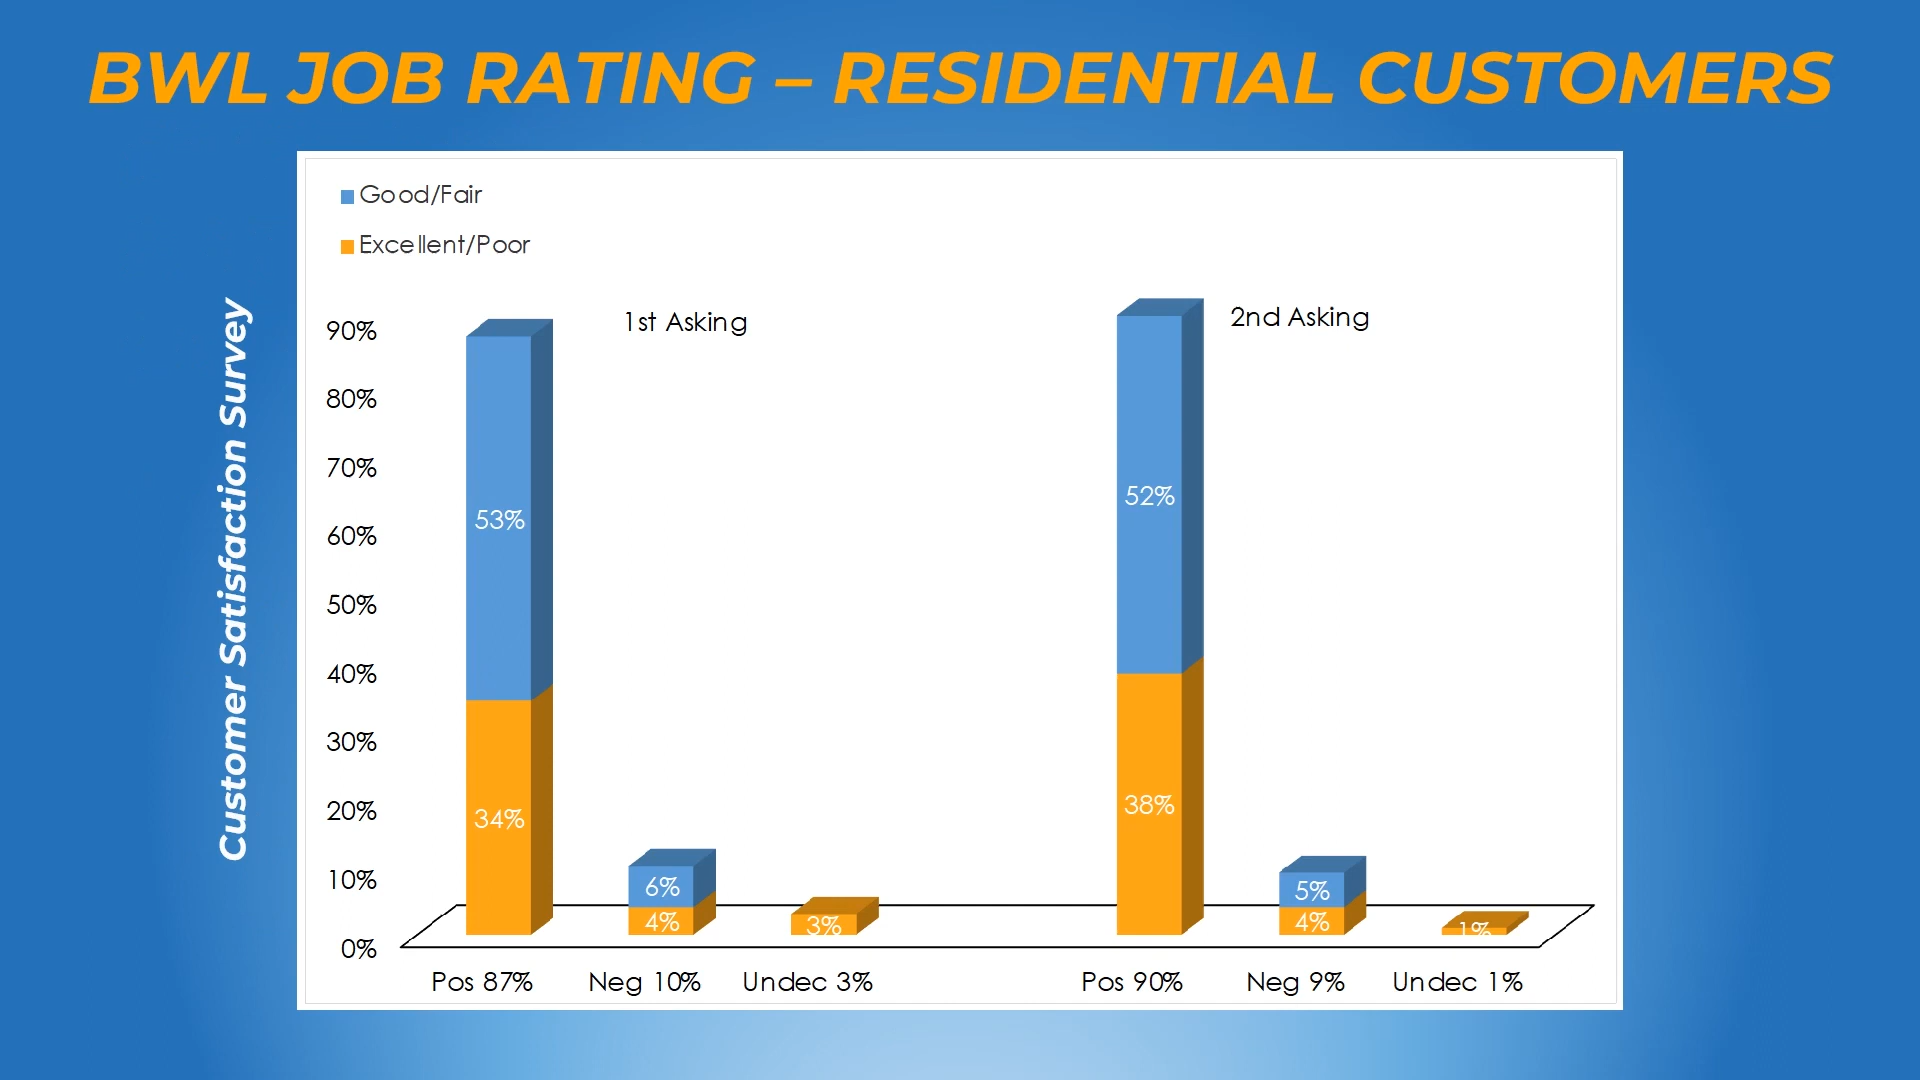 BWL JOB RATING – RESIDENTIAL CUSTOMERS
Customer Satisfaction Survey
Good/Fair
Excellent/Poor
1st Asking
2nd Asking
90%
80%
70%
60%
50%
40%
30%
20%
10%
0%
53%
34%
6%
4%
3%
52%
38%
5%
4%
1%
Pos 87%
Neg 10%
Undec 3%
Pos 90%
Neg 9%
Undec 1%